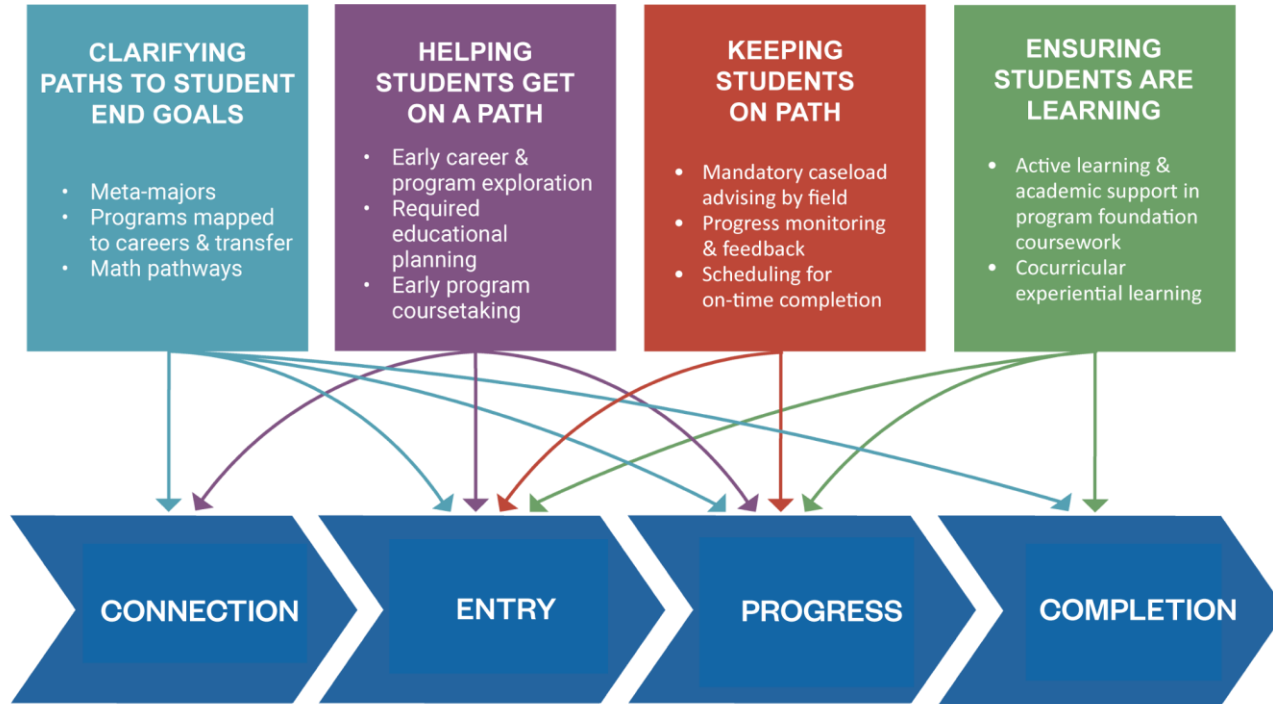 CLARIFYING
PATHS TO STUDENT
END GOALS
• Meta-majors
• Programs mapped
to careers & transfer
• Math pathways
HELPING
STUDENTS GET
ON A PATH
• Early career &
program exploration
• Required
educational
planning
• Early program
coursetaking
KEEPING
STUDENTS
ON PATH
• Mandatory caseload
advising by field
• Progress monitoring
& feedback
• Scheduling for
on-time completion
ENSURING
STUDENTS ARE
LEARNING
• Active learning &
academic support in
program foundation
coursework
• Cocurricular
experiential learning
CONNECTION
ENTRY
PROGRESS
COMPLETION